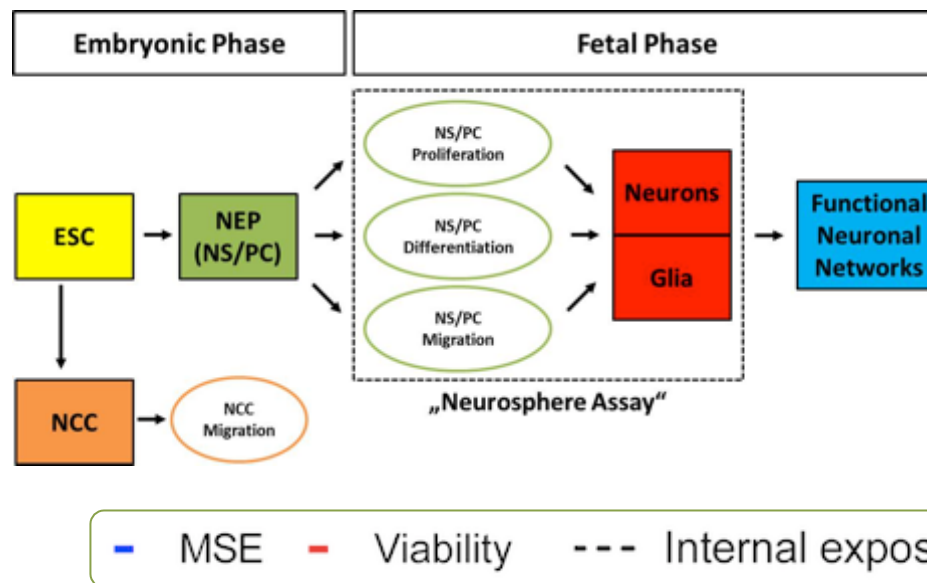 Embryonic Phase
Fetal Phase
NS/PC
Proliferation
ESC
NEP
(NS/PC)
NS/PC
Differentiation
Neurons
Glia
Functional
Neuronal
Networks
NS/PC
Migration
NCC
NCC
Migration
„Neurosphere Assay“
MSE
Viability
Internal expos